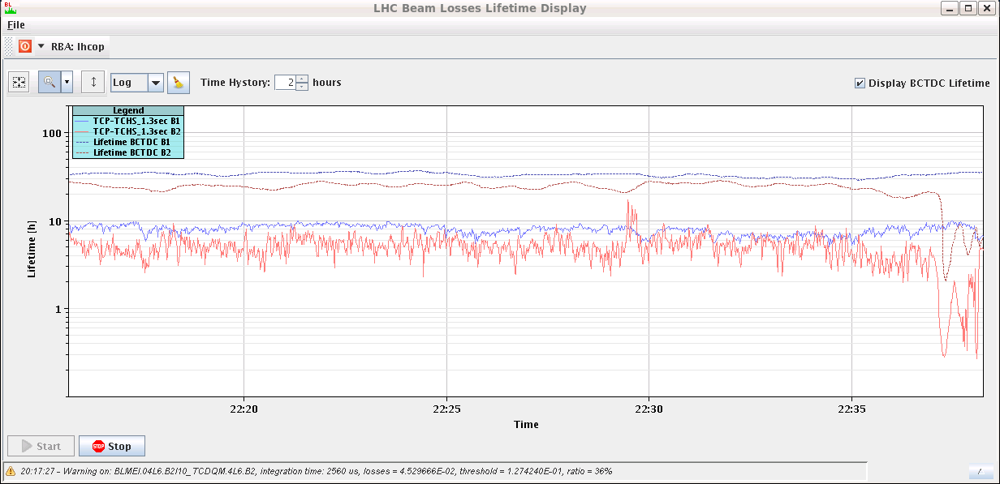 BL
LHC Beam Losses Lifetime Display
File
RBA: lhcop
Log
Time Hystory: 2 hours
Display BCTDC Lifetime
Legend
TCP-TCHS_1.3sec B1
TCP-TCHS_1.3sec B2
Lifetime BCTDC B1
Lifetime BCTDC B2
100
10
1
Lifetime [h]
22:20 22:25 22:30 22:35
Time
Start
STOP Stop
20:17:27 - Warning on: BLMEI.04L6.B2I10_TCDQM.4L6.B2, integration time: 2560 us, losses = 4.529666E-02, threshold = 1.274240E-01, ratio = 36%